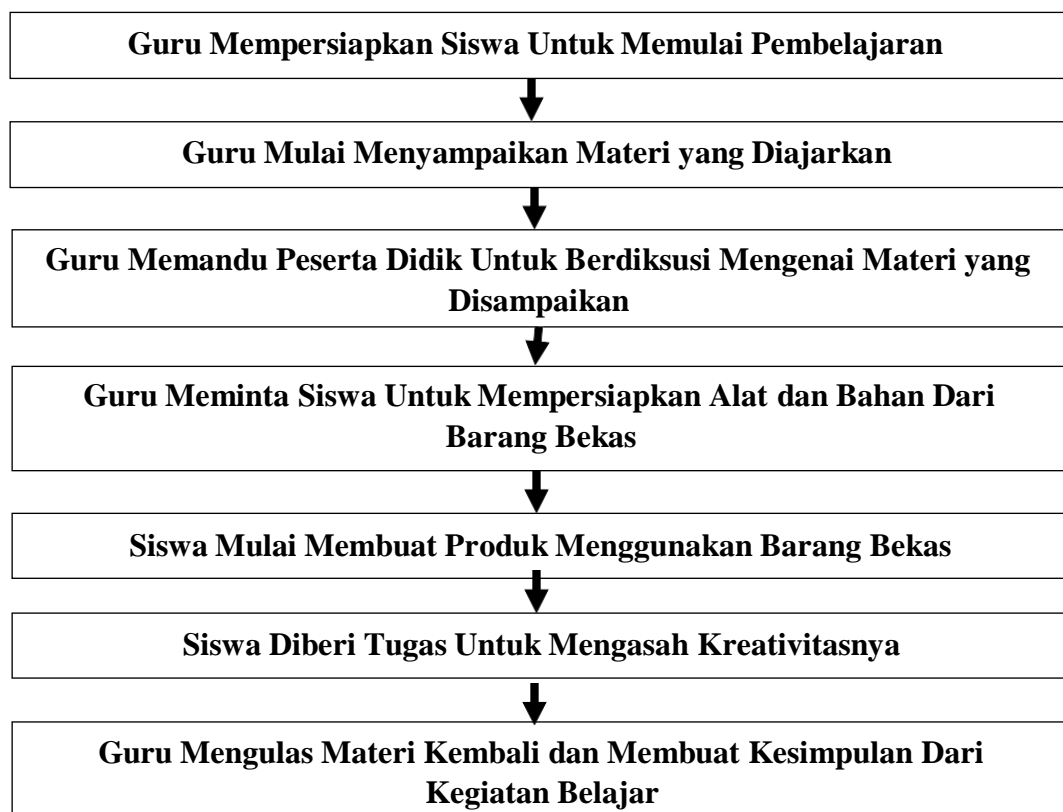 Guru Mempersiapkan Siswa Untuk Memulai Pembelajaran
Guru Mulai Menyampaikan Materi yang Diajarkan
Guru Memandu Peserta Didik Untuk Berdiksusi Mengenai Materi yang
Disampaikan
Guru Meminta Siswa Untuk Mempersiapkan Alat dan Bahan Dari
Barang Bekas
Siswa Mulai Membuat Produk Menggunakan Barang Bekas
Siswa Diberi Tugas Untuk Mengasah Kreativitasnya
Guru Mengulas Materi Kembali dan Membuat Kesimpulan Dari
Kegiatan Belajar